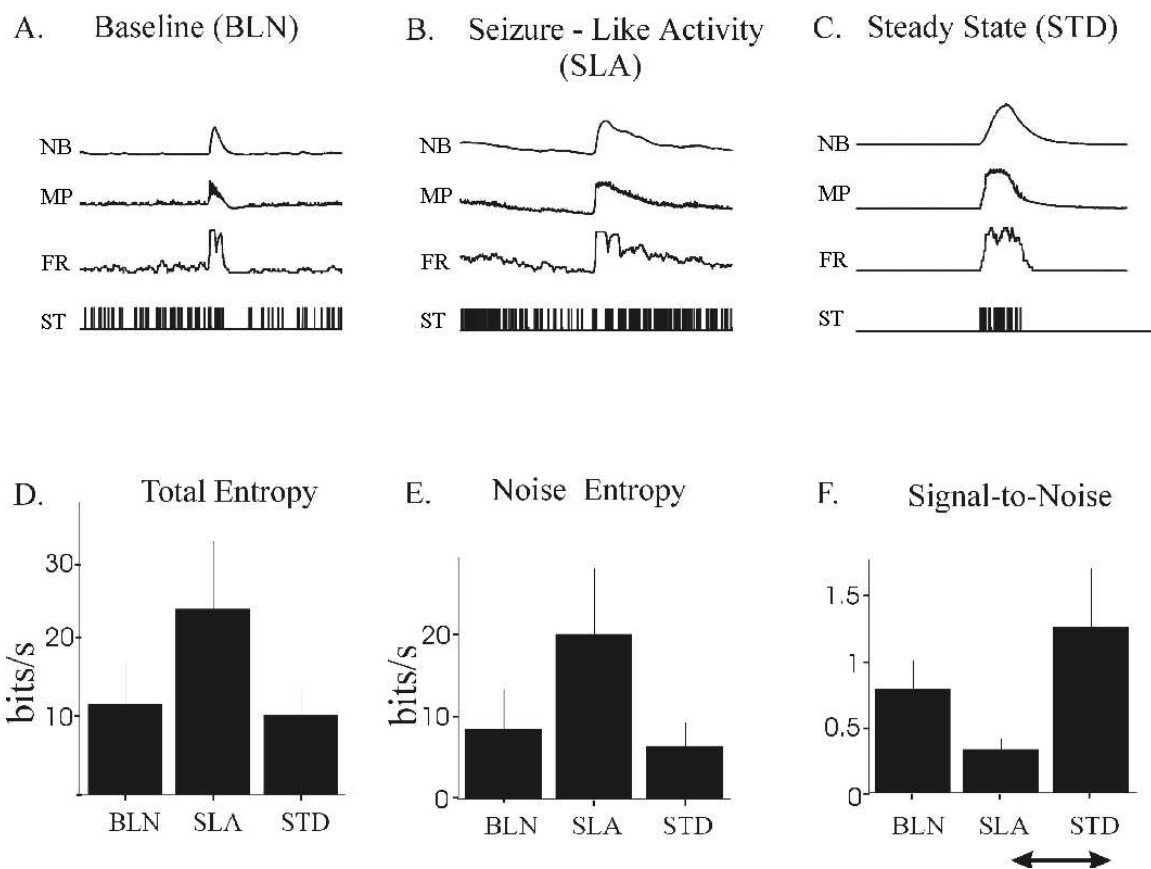 A. Baseline (BLN)
NB
MP
FR
ST
B. Seizure - Like Activity
(SLA)
NB
MP
FR
ST
C. Steady State (STD)
NB
MP
FR
ST
D. Total Entropy
bits/s
30
20
10
BLN SLA STD
E. Noise Entropy
bits/s
20
10
0
BLN SLA STD
F. Signal-to-Noise
1.5
1
0.5
0
BLN SLA STD